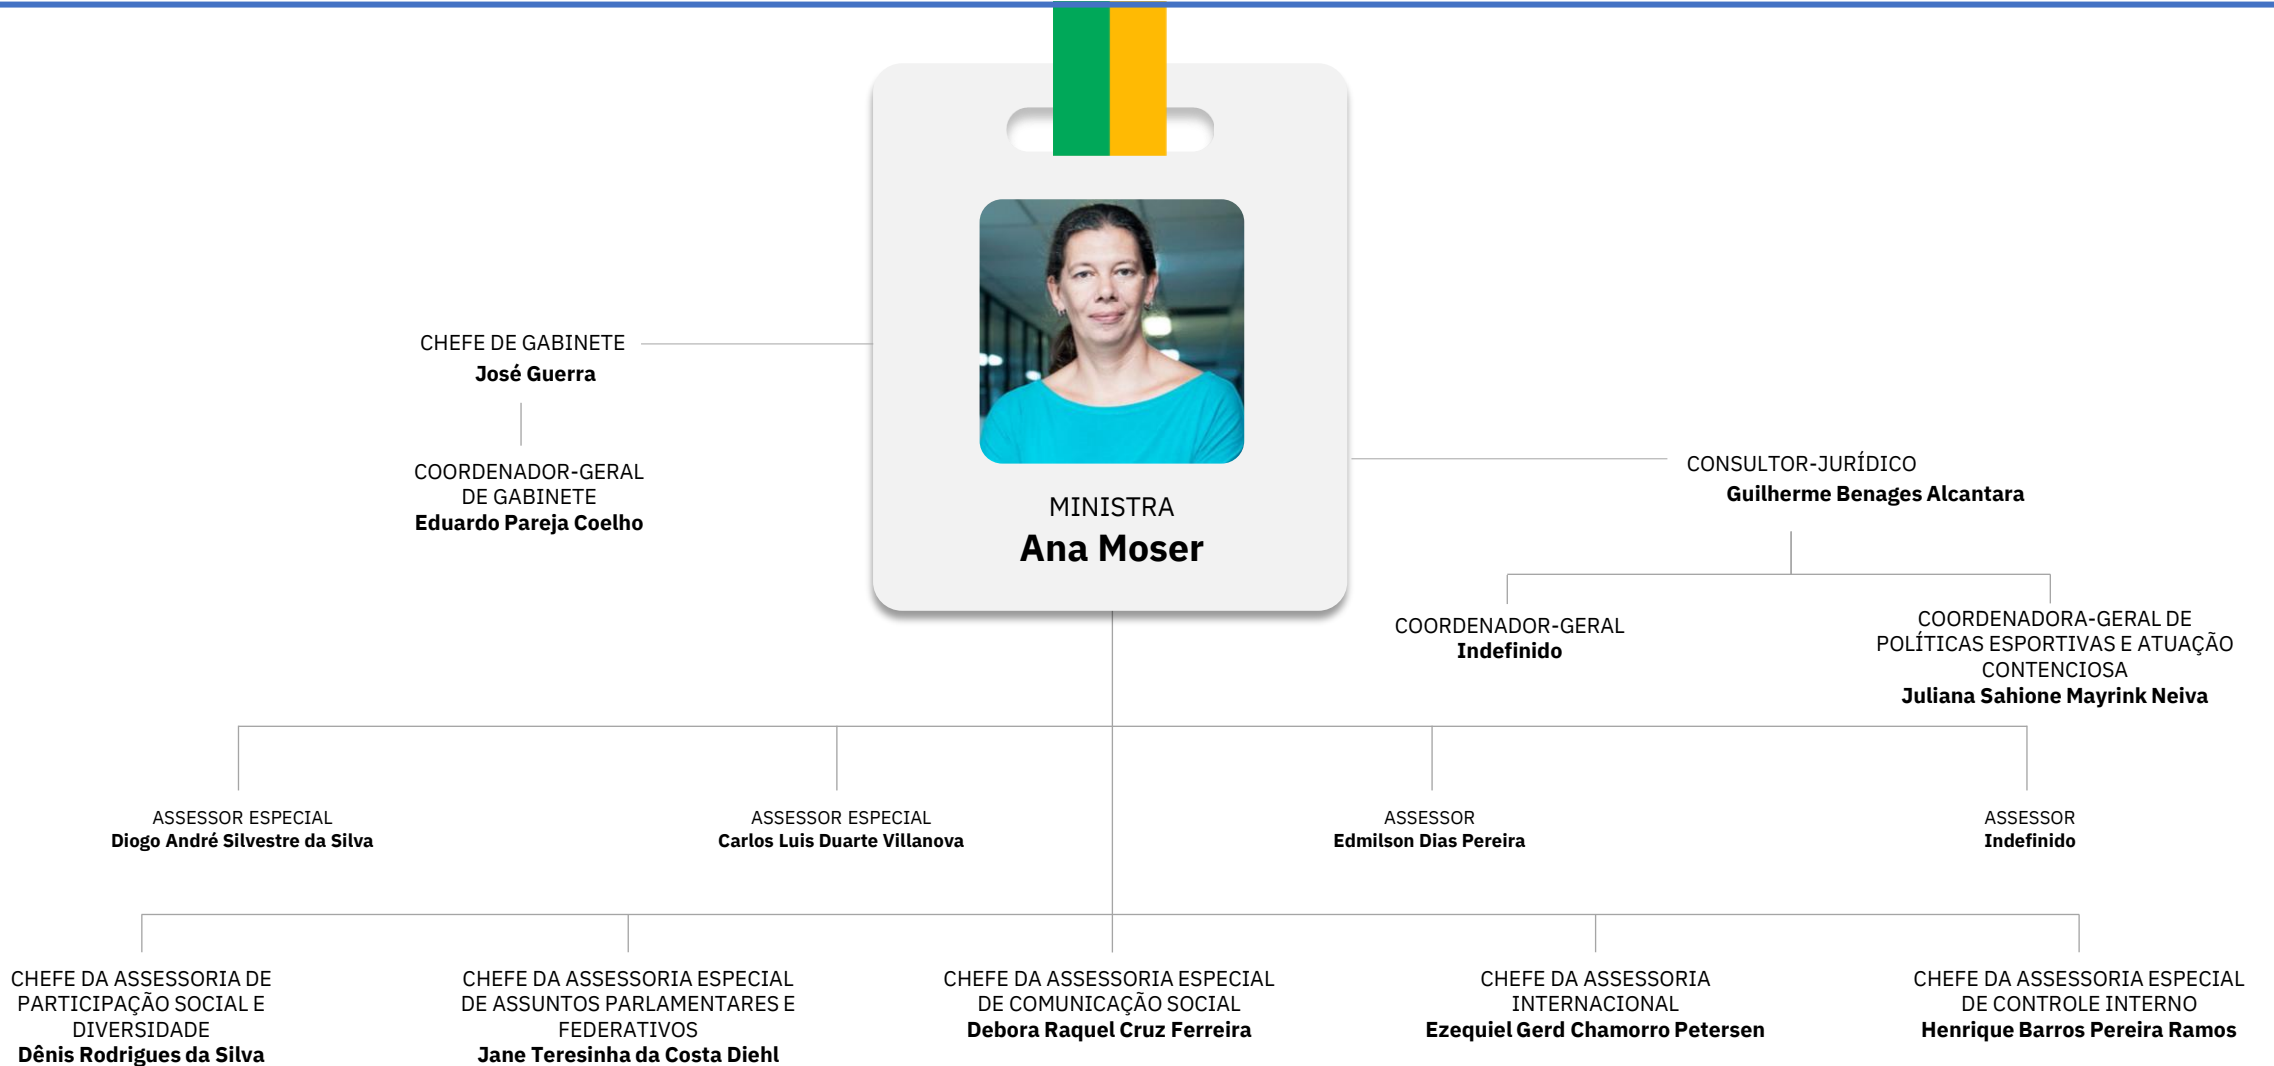 CHEFE DE GABINETE
José Guerra
COORDENADOR-GERAL
DE GABINETE
Eduardo Pareja Coelho
MINISTRA
Ana Moser
CONSULTOR-JURÍDICO
Guilherme Benages Alcantara
COORDENADOR-GERAL
Indefinido
COORDENADORA-GERAL DE
POLÍTICAS ESPORTIVAS E ATUAÇÃO
CONTENCIOSA
Juliana Sahione Mayrink Neiva
ASSESSOR ESPECIAL
Diogo André Silvestre da Silva
ASSESSOR ESPECIAL
Carlos Luis Duarte Villanova
ASSESSOR
Edmilson Dias Pereira
ASSESSOR
Indefinido
CHEFE DA ASSESSORIA DE
PARTICIPAÇÃO SOCIAL E
DIVERSIDADE
Dênis Rodrigues da Silva
CHEFE DA ASSESSORIA ESPECIAL
DE ASSUNTOS PARLAMENTARES E
FEDERATIVOS
Jane Teresinha da Costa Diehl
CHEFE DA ASSESSORIA ESPECIAL
DE COMUNICAÇÃO SOCIAL
Debora Raquel Cruz Ferreira
CHEFE DA ASSESSORIA
INTERNACIONAL
Ezequiel Gerd Chamorro Petersen
CHEFE DA ASSESSORIA ESPECIAL
DE CONTROLE INTERNO
Henrique Barros Pereira Ramos